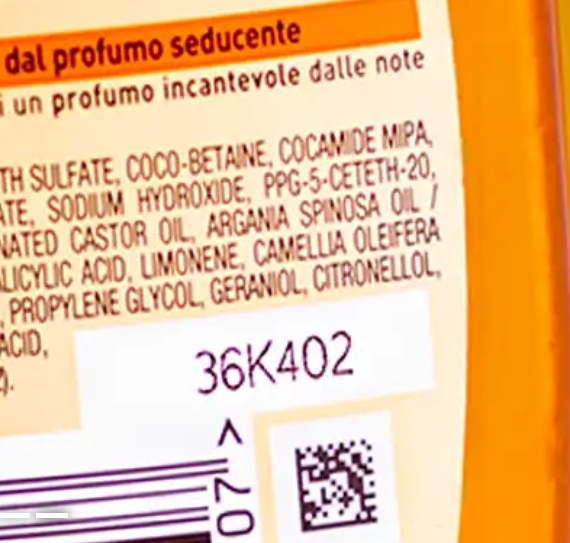 dal profumo seducente
i un profumo incantevole dalle note
TH SULFATE, COCO-BETAINE, COCAMIDE MIPA,
ATE, SODIUM HYDROXIDE, PPG-5-CETETH-20,
NATED CASTOR OIL, ARGANIA SPINOSA OIL /
ALICYLIC ACID, LIMONENE, CAMELLIA OLEIFERA
, PROPYLENE GLYCOL, GERANIOL, CITRONELLOL,
ACID,
).
36K402
07 >